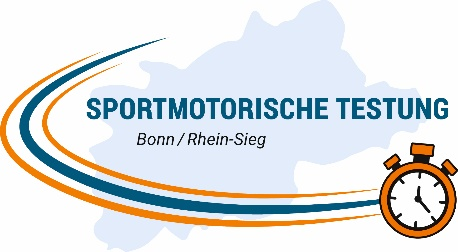 SPORTMOTORISCHE TESTUNG
Bonn / Rhein-Sieg